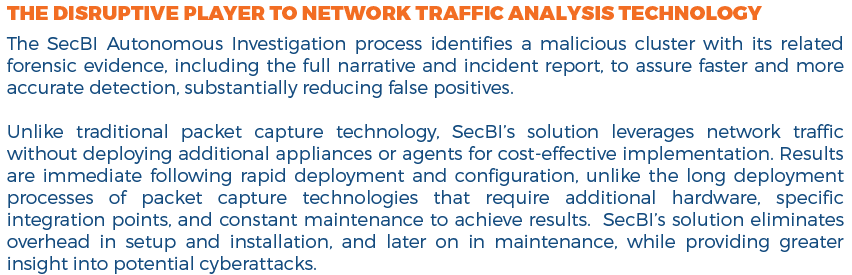 THE DISRUPTIVE PLAYER TO NETWORK TRAFFIC ANALYSIS TECHNOLOGY
The SecBI Autonomous Investigation process identifies a malicious cluster with its related
forensic evidence, including the full narrative and incident report, to assure faster and more
accurate detection, substantially reducing false positives.
Unlike traditional packet capture technology, SecBI's solution leverages network traffic
without deploying additional appliances or agents for cost-effective implementation. Results
are immediate following rapid deployment and configuration, unlike the long deployment
processes of packet capture technologies that require additional hardware, specific
integration points, and constant maintenance to achieve results. SecBI's solution eliminates
overhead in setup and installation, and later on in maintenance, while providing greater
insight into potential cyberattacks.